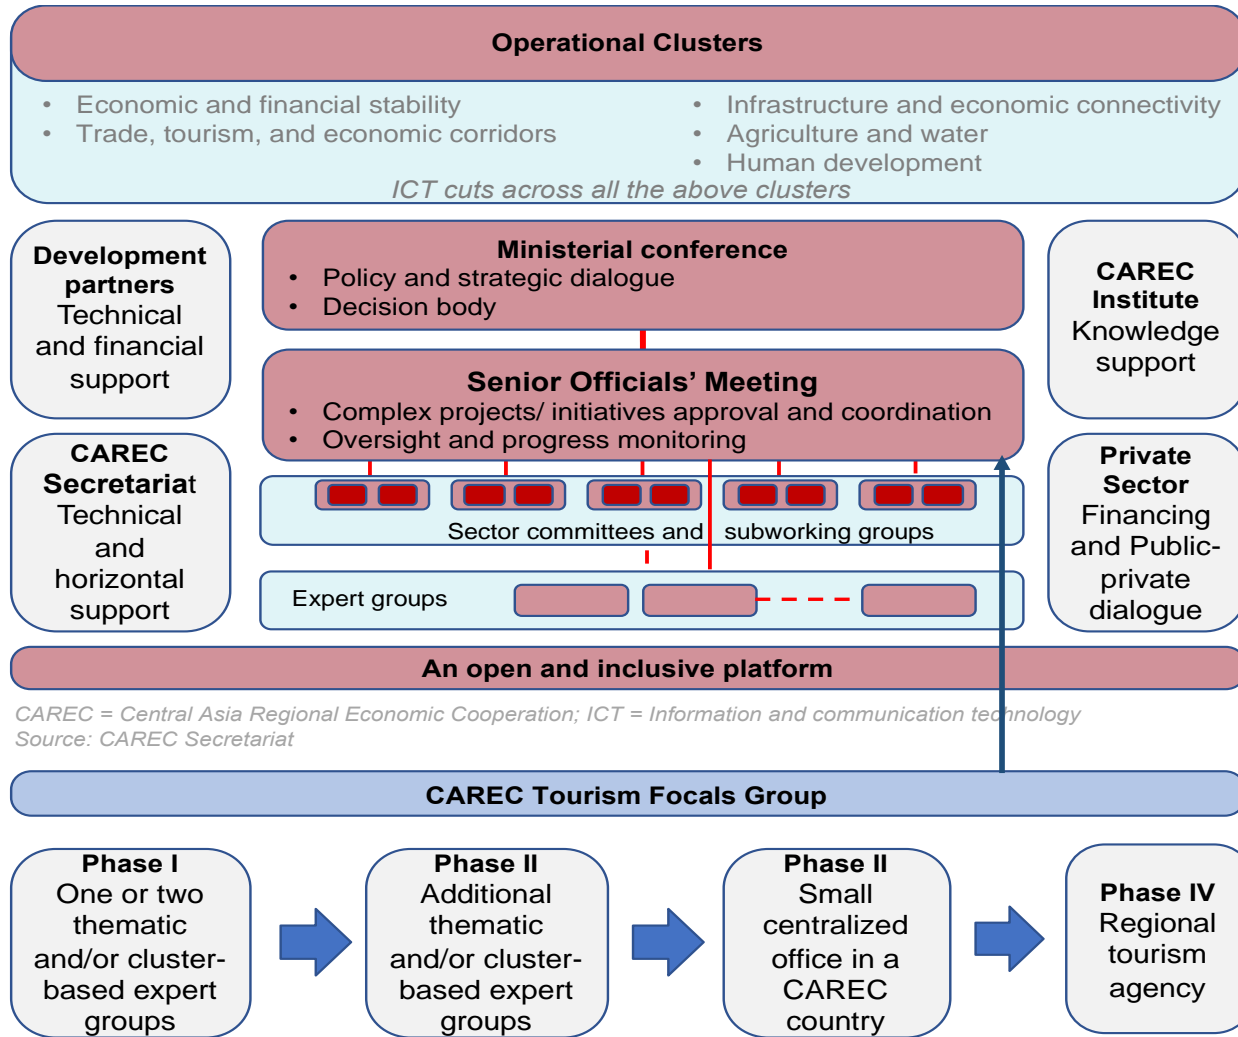 Operational Clusters
• Economic and financial stability
• Trade, tourism, and economic corridors
• Infrastructure and economic connectivity
• Agriculture and water
• Human development
ICT cuts across all the above clusters
Development
partners
Technical
and financial
support
Ministerial conference
• Policy and strategic dialogue
• Decision body
CAREC
Institute
Knowledge
support
Senior Officials’ Meeting
• Complex projects/ initiatives approval and coordination
• Oversight and progress monitoring
CAREC
Secretariat
Technical
and
horizontal
support
Sector committees and subworking groups
Expert groups
Private
Sector
Financing
and Public-
private
dialogue
An open and inclusive platform
CAREC = Central Asia Regional Economic Cooperation; ICT = Information and communication technology
Source: CAREC Secretariat
CAREC Tourism Focals Group
Phase I
One or two
thematic
and/or cluster-
based expert
groups
Phase II
Additional
thematic
and/or cluster-
based expert
groups
Phase II
Small
centralized
office in a
CAREC
country
Phase IV
Regional
tourism
agency